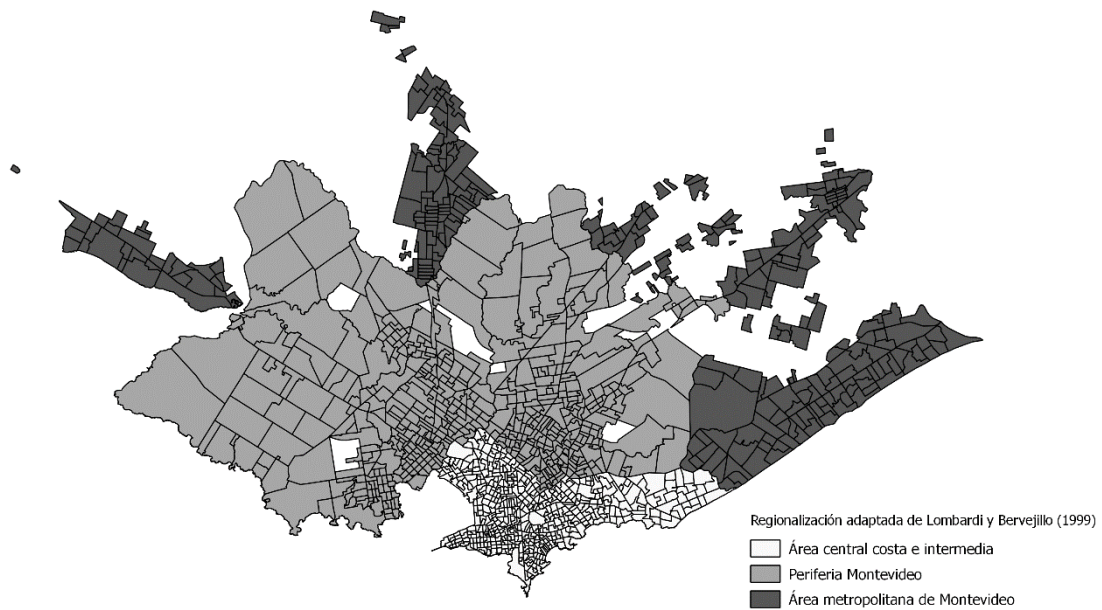 Regionalización adaptada de Lombardi y Bervejillo (1999)
Área central costa e intermedia
Periferia Montevideo
Área metropolitana de Montevideo